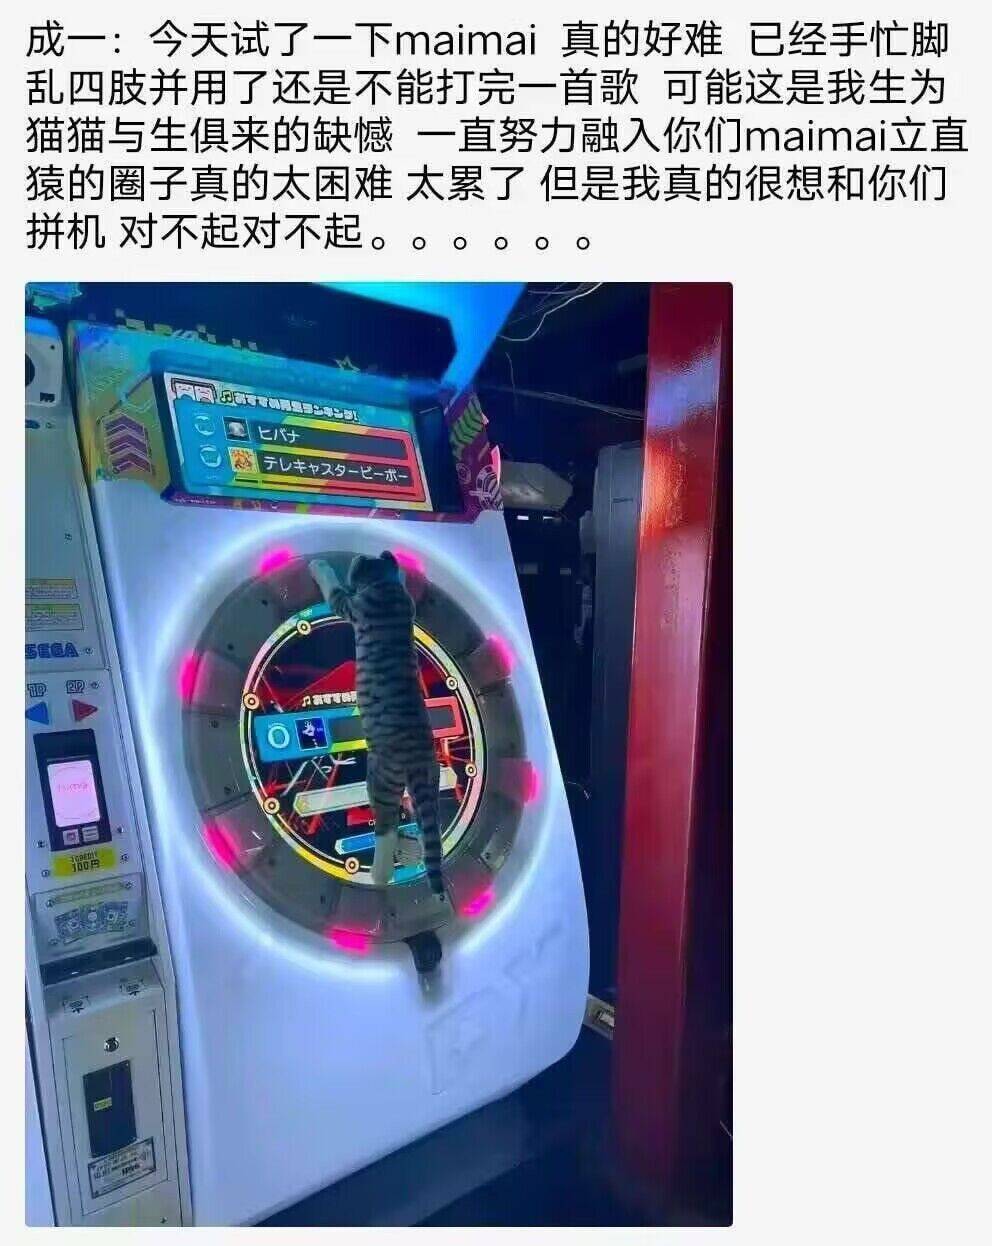 成一：今天试了一下maimai 真的好难 已经手忙脚
乱四肢并用了还是不能打完一首歌 可能这是我生为
猫猫与生俱来的缺憾 一直努力融入你们maimai立直
猿的圈子真的太困难 太累了 但是我真的很想和你们
拼机 对不起对不起。。。。。。
ヒバナ
テレキャスタービーボー
SEGA
1P 2P
100円